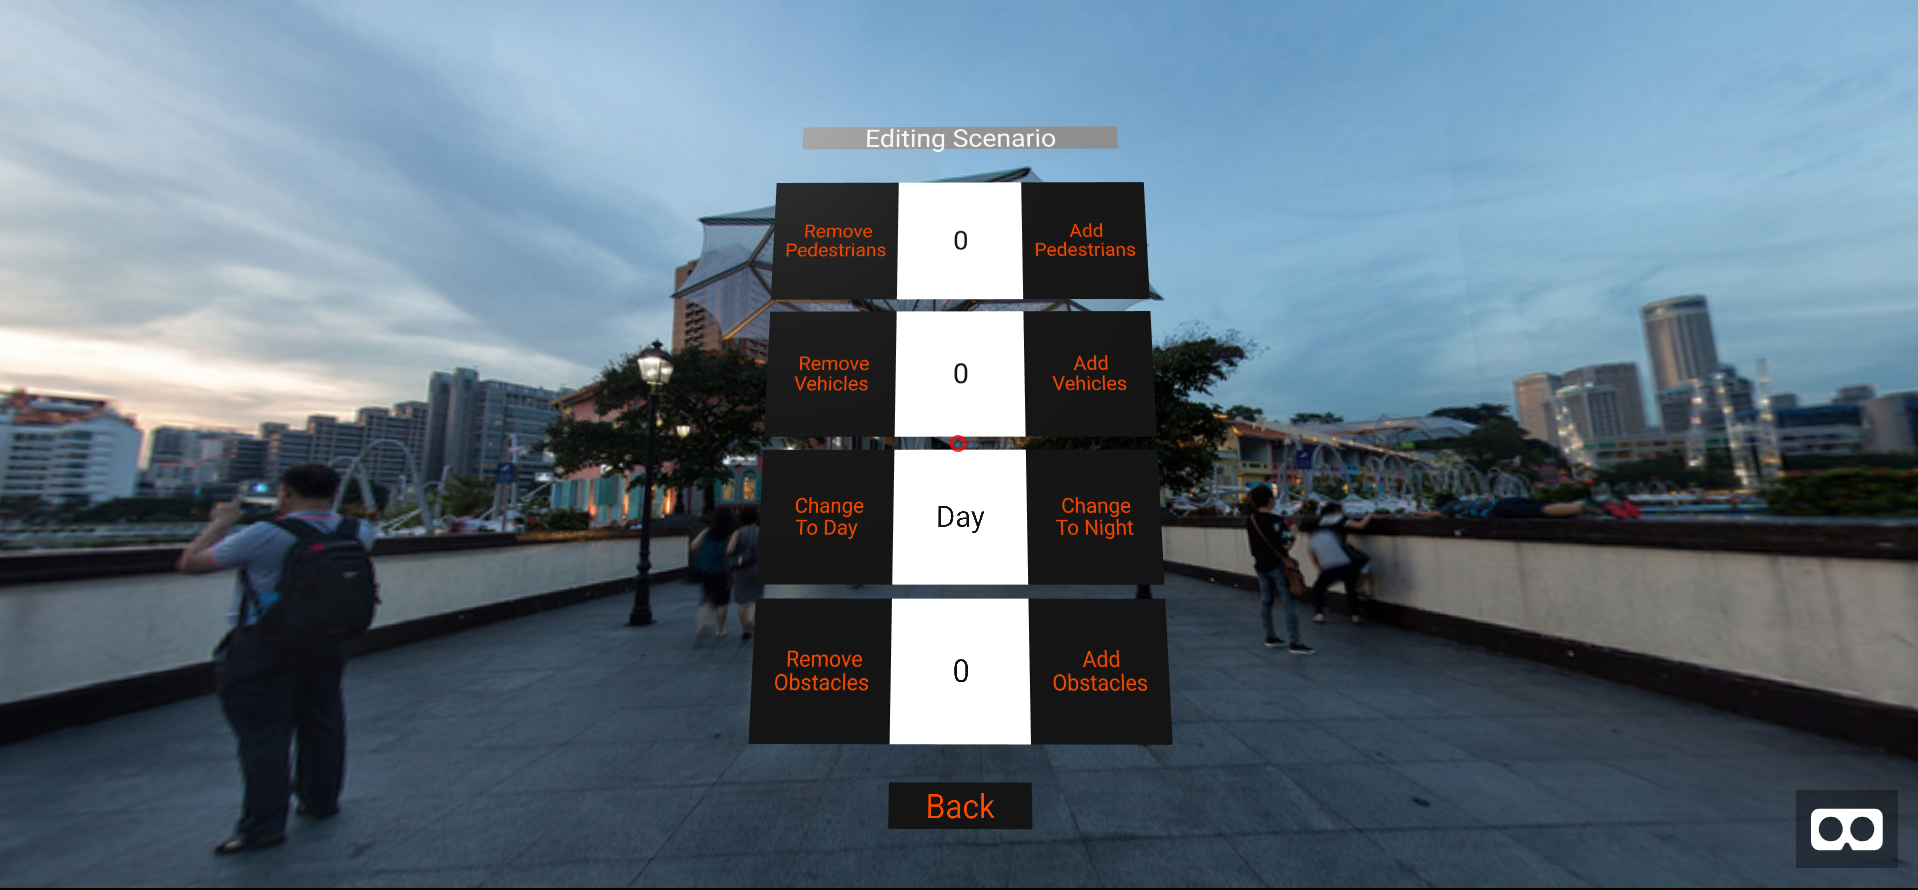 Editing Scenario
Remove
Pedestrians
0
Add
Pedestrians
Remove
Vehicles
0
Add
Vehicles
Change
To Day
Day
Change
To Night
Remove
Obstacles
0
Add
Obstacles
Back